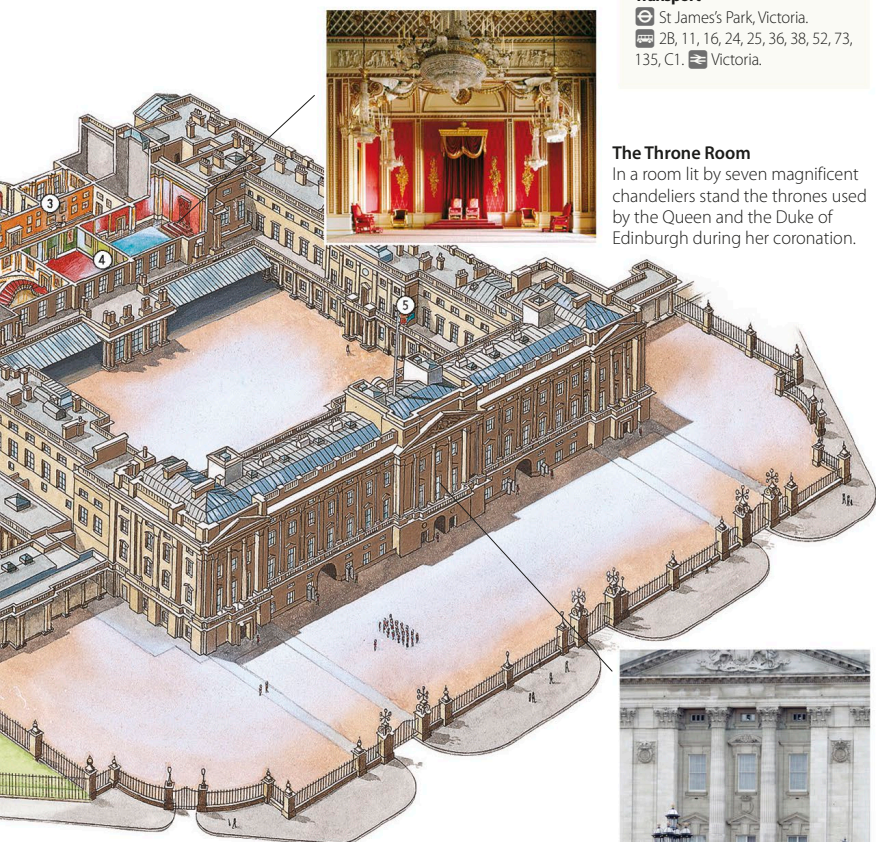 St James's Park, Victoria.
2B, 11, 16, 24, 25, 36, 38, 52, 73,
135, C1. Victoria.
The Throne Room
In a room lit by seven magnificent
chandeliers stand the thrones used
by the Queen and the Duke of
Edinburgh during her coronation.
3
4
5